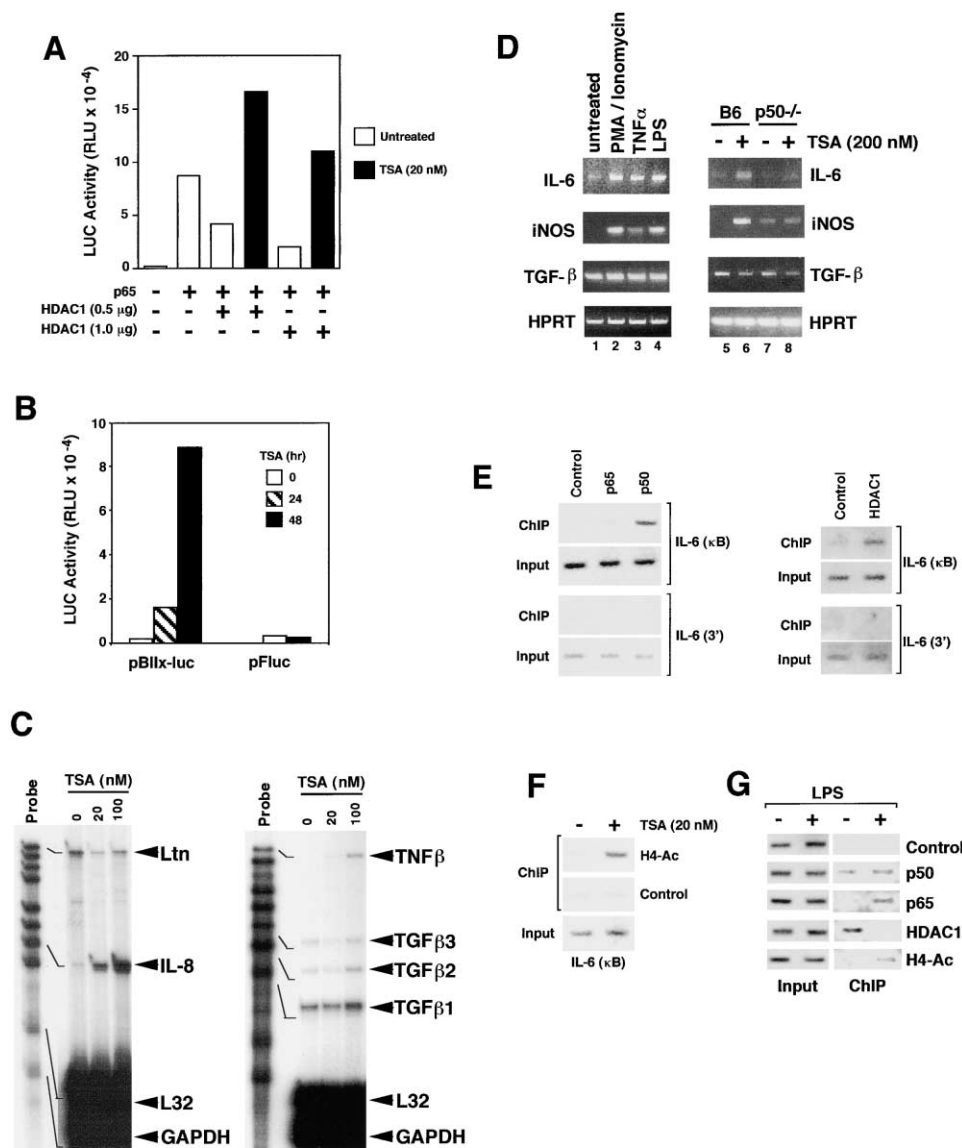 A
LUC Activity (RLU x 10-4)
20
15
10
5
0
Untreated
TSA (20 nM)
p65 - + + + + +
HDAC1 (0.5 μg) - - + + - -
HDAC1 (1.0 μg) - - - - + +
B
LUC Activity (RLU x 10-4)
10
8
6
4
2
0
TSA (hr)
0
24
48
pBIIx-luc pFluc
C
Probe
TSA (nM)
0 20 100
Ltn
IL-8
L32
GAPDH
Probe
TSA (nM)
0 20 100
TNFβ
TGFβ3
TGFβ2
TGFβ1
L32
GAPDH
D
untreated
PMA / Ionomycin
TNFα
LPS
IL-6
iNOS
TGF-β
HPRT
1 2 3 4
B6 p50-/-
- + - + TSA (200 nM)
IL-6
iNOS
TGF-β
HPRT
5 6 7 8
E
Control p65 p50
ChIP
Input
IL-6 (κB)
ChIP
Input
IL-6 (3')
Control HDAC1
ChIP
Input
IL-6 (κB)
ChIP
Input
IL-6 (3')
F
- + TSA (20 nM)
ChIP
H4-Ac
Control
Input
IL-6 (κB)
G
LPS
- + - +
Control
p50
p65
HDAC1
H4-Ac
Input ChIP